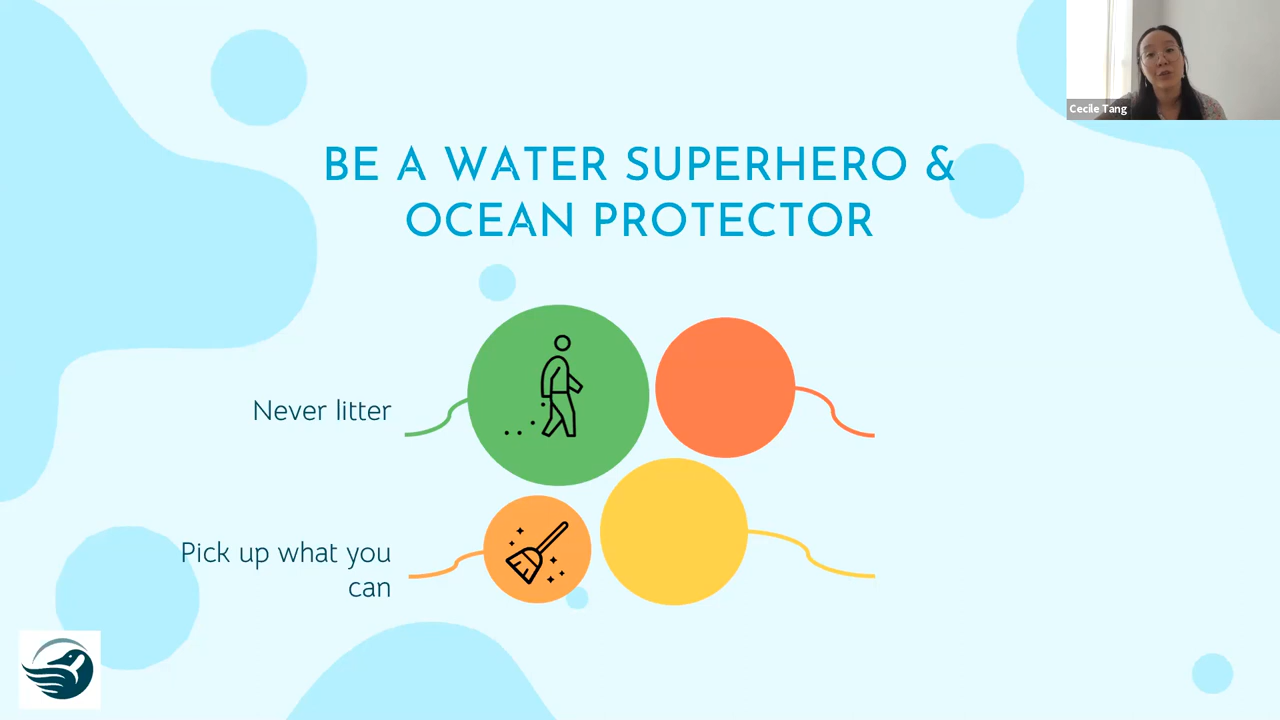 Cecile Tang
BE A WATER SUPERHERO &
OCEAN PROTECTOR
Never litter
Pick up what you
can